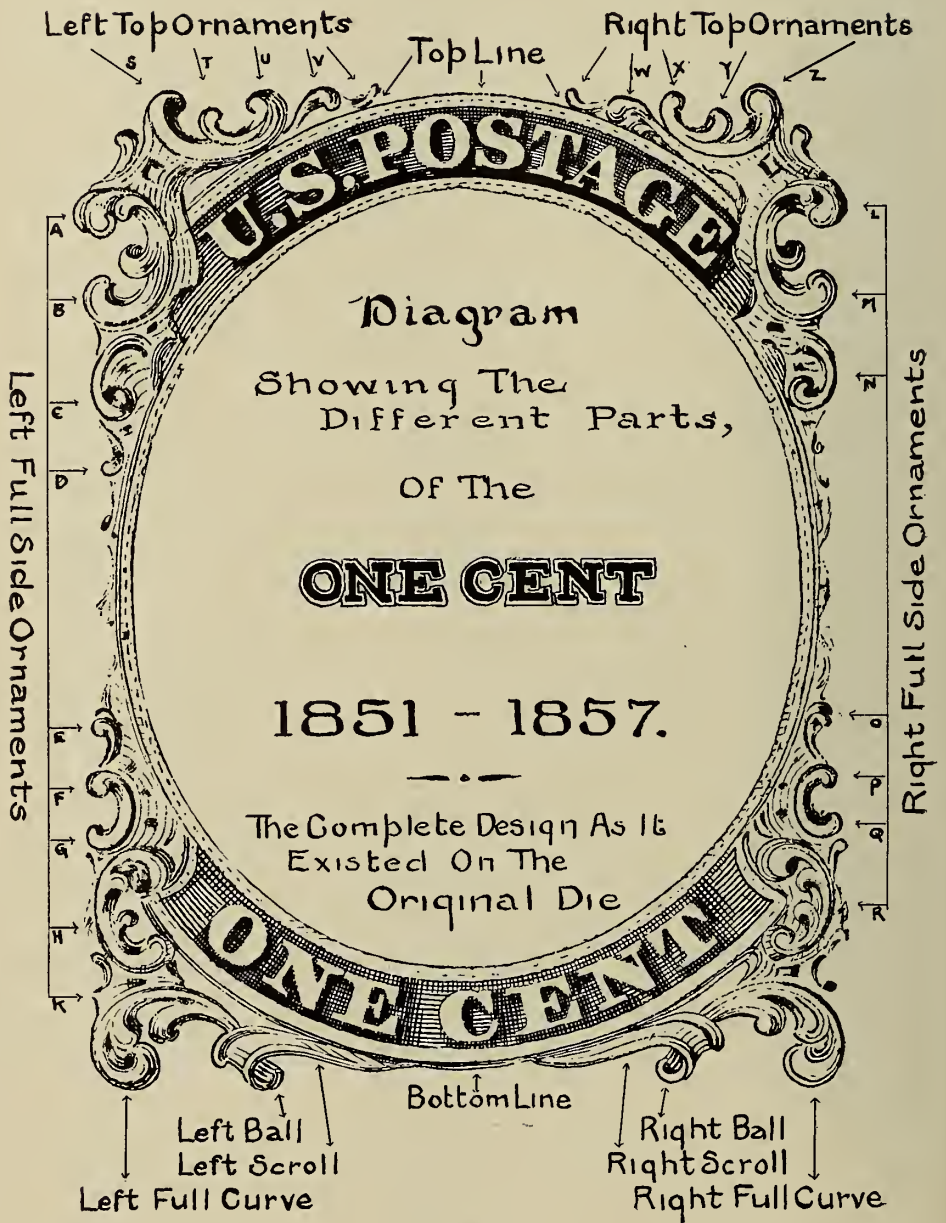 Left Top Ornaments
Right Top Ornaments
Top Line
S T U V
W X Y Z
U.S. POSTAGE
A
B
C
D
E
F
G
H
K
Left Full Side Ornaments
Diagram
Showing The
Different Parts,
Of The
ONE CENT
1851 – 1857.
The Complete Design As It
Existed On The
Original Die
L
M
N
O
P
Q
R
Right Full Side Ornaments
ONE CENT
Bottom Line
Left Ball
Left Scroll
Left Full Curve
Right Ball
Right Scroll
Right Full Curve